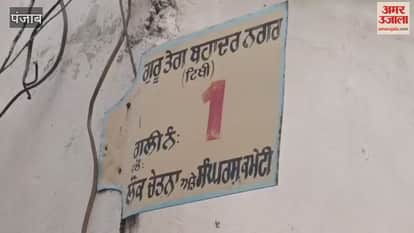 पंजाब
अमर उजाला
amarujala.com
ਗੁਰੂ ਤੇਗ ਬਹਾਦਰ ਨਗਰ
(ਟਿਬੀ)
ਗਲੀ ਨੰ: 1
ਲੋਕ ਚੇਤਨਾ ਅਤੇ ਸੰਘਰਸ਼ ਕਮੇਟੀ